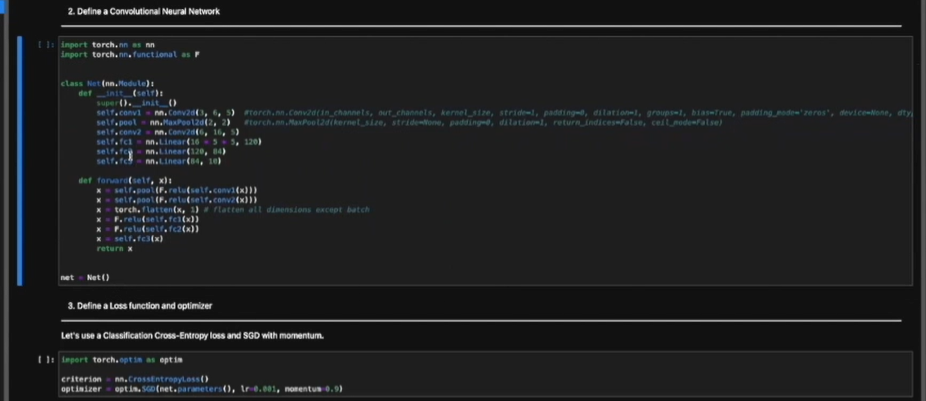 2. Define a Convolutional Neural Network
[ ]: import torch.nn as nn
import torch.nn.functional as F
class Net(nn.Module):
def __init__(self):
super().__init__()
self.conv1 = nn.Conv2d(3, 6, 5) #torch.nn.Conv2d(in_channels, out_channels, kernel_size, stride=1, padding=0, dilation=1, groups=1, bias=True, padding_mode='zeros', device=None, dty
self.pool = nn.MaxPool2d(2, 2) #torch.nn.MaxPool2d(kernel_size, stride=None, padding=0, dilation=1, return_indices=False, ceil_mode=False)
self.conv2 = nn.Conv2d(6, 16, 5)
self.fc1 = nn.Linear(16 * 5 * 5, 120)
self.fc2 = nn.Linear(120, 84)
self.fc3 = nn.Linear(84, 10)
def forward(self, x):
x = self.pool(F.relu(self.conv1(x)))
x = self.pool(F.relu(self.conv2(x)))
x = torch.flatten(x, 1) # flatten all dimensions except batch
x = F.relu(self.fc1(x))
x = F.relu(self.fc2(x))
x = self.fc3(x)
return x
net = Net()
3. Define a Loss function and optimizer
Let's use a Classification Cross-Entropy loss and SGD with momentum.
[ ]: import torch.optim as optim
criterion = nn.CrossEntropyLoss()
optimizer = optim.SGD(net.parameters(), lr=0.001, momentum=0.9)